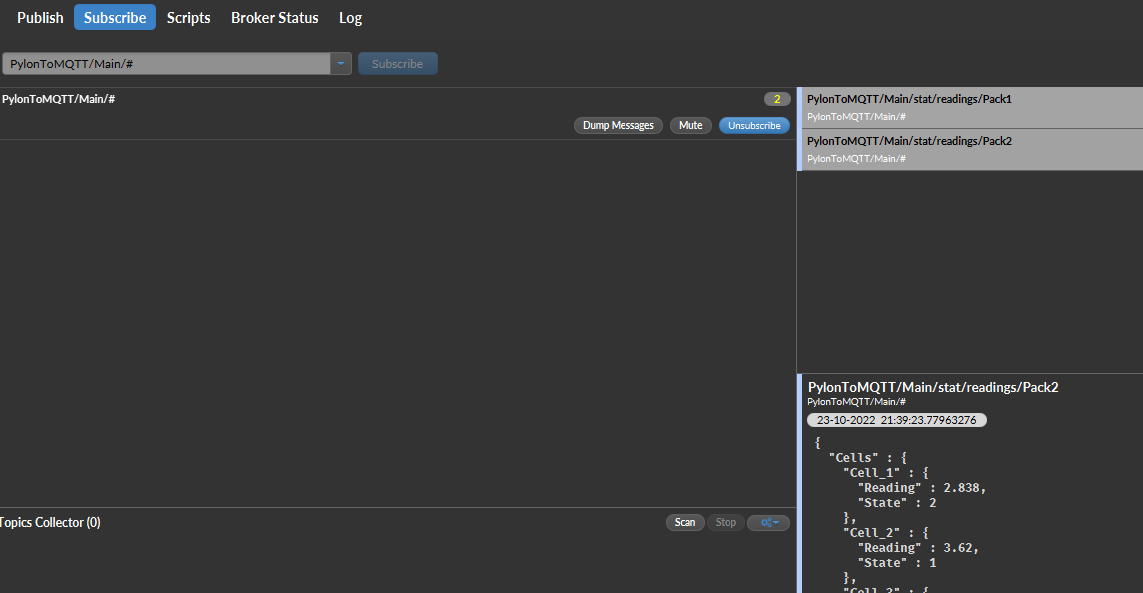 Publish Subscribe Scripts Broker Status Log
PylonToMQTT/Main/# Subscribe
PylonToMQTT/Main/# 2
Dump Messages Mute Unsubscribe
Topics Collector (0) Scan Stop
PylonToMQTT/Main/stat/readings/Pack1
PylonToMQTT/Main/#
PylonToMQTT/Main/stat/readings/Pack2
PylonToMQTT/Main/#
PylonToMQTT/Main/stat/readings/Pack2
PylonToMQTT/Main/#
23-10-2022 21:39:23.77963276
{
"Cells" : {
"Cell_1" : {
"Reading" : 2.838,
"State" : 2
},
"Cell_2" : {
"Reading" : 3.62,
"State" : 1
},
"Cell_3" : {